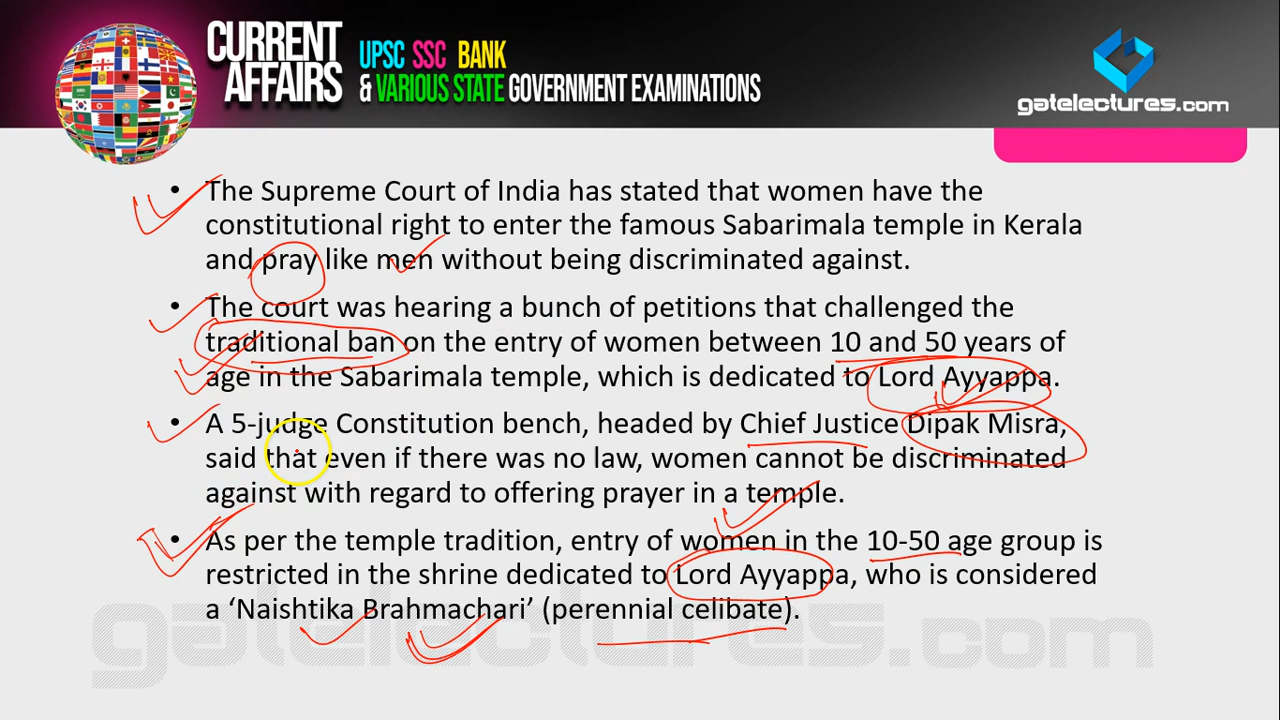 CURRENT
AFFAIRS
UPSC SSC BANK
& VARIOUS STATE GOVERNMENT EXAMINATIONS
gatelectures.com
• The Supreme Court of India has stated that women have the
constitutional right to enter the famous Sabarimala temple in Kerala
and pray like men without being discriminated against.
• The court was hearing a bunch of petitions that challenged the
traditional ban on the entry of women between 10 and 50 years of
age in the Sabarimala temple, which is dedicated to Lord Ayyappa.
• A 5-judge Constitution bench, headed by Chief Justice Dipak Misra,
said that even if there was no law, women cannot be discriminated
against with regard to offering prayer in a temple.
• As per the temple tradition, entry of women in the 10-50 age group is
restricted in the shrine dedicated to Lord Ayyappa, who is considered
a ‘Naishtika Brahmachari’ (perennial celibate).
gatelectures.com